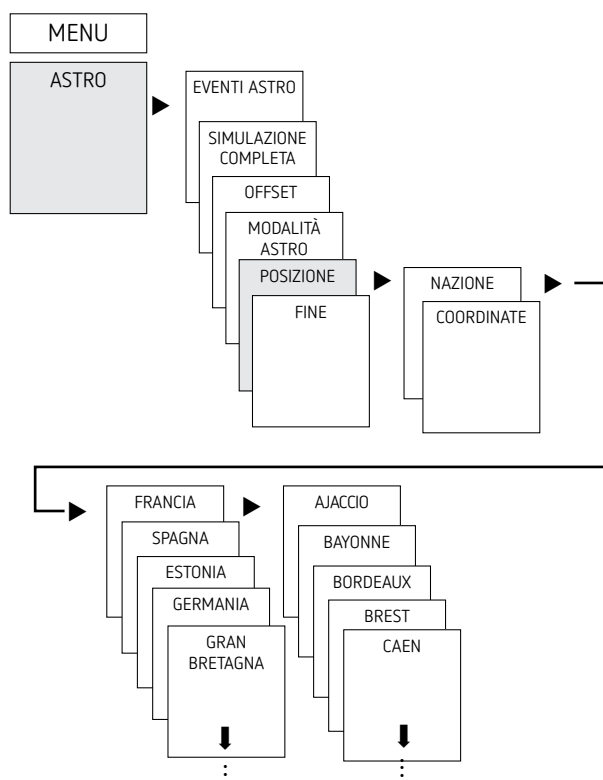 MENU
ASTRO
EVENTI ASTRO
SIMULAZIONE
COMPLETA
OFFSET
MODALITÀ
ASTRO
POSIZIONE
FINE
NAZIONE
COORDINATE
FRANCIA
SPAGNA
ESTONIA
GERMANIA
GRAN
BRETAGNA
AJACCIO
BAYONNE
BORDEAUX
BREST
CAEN